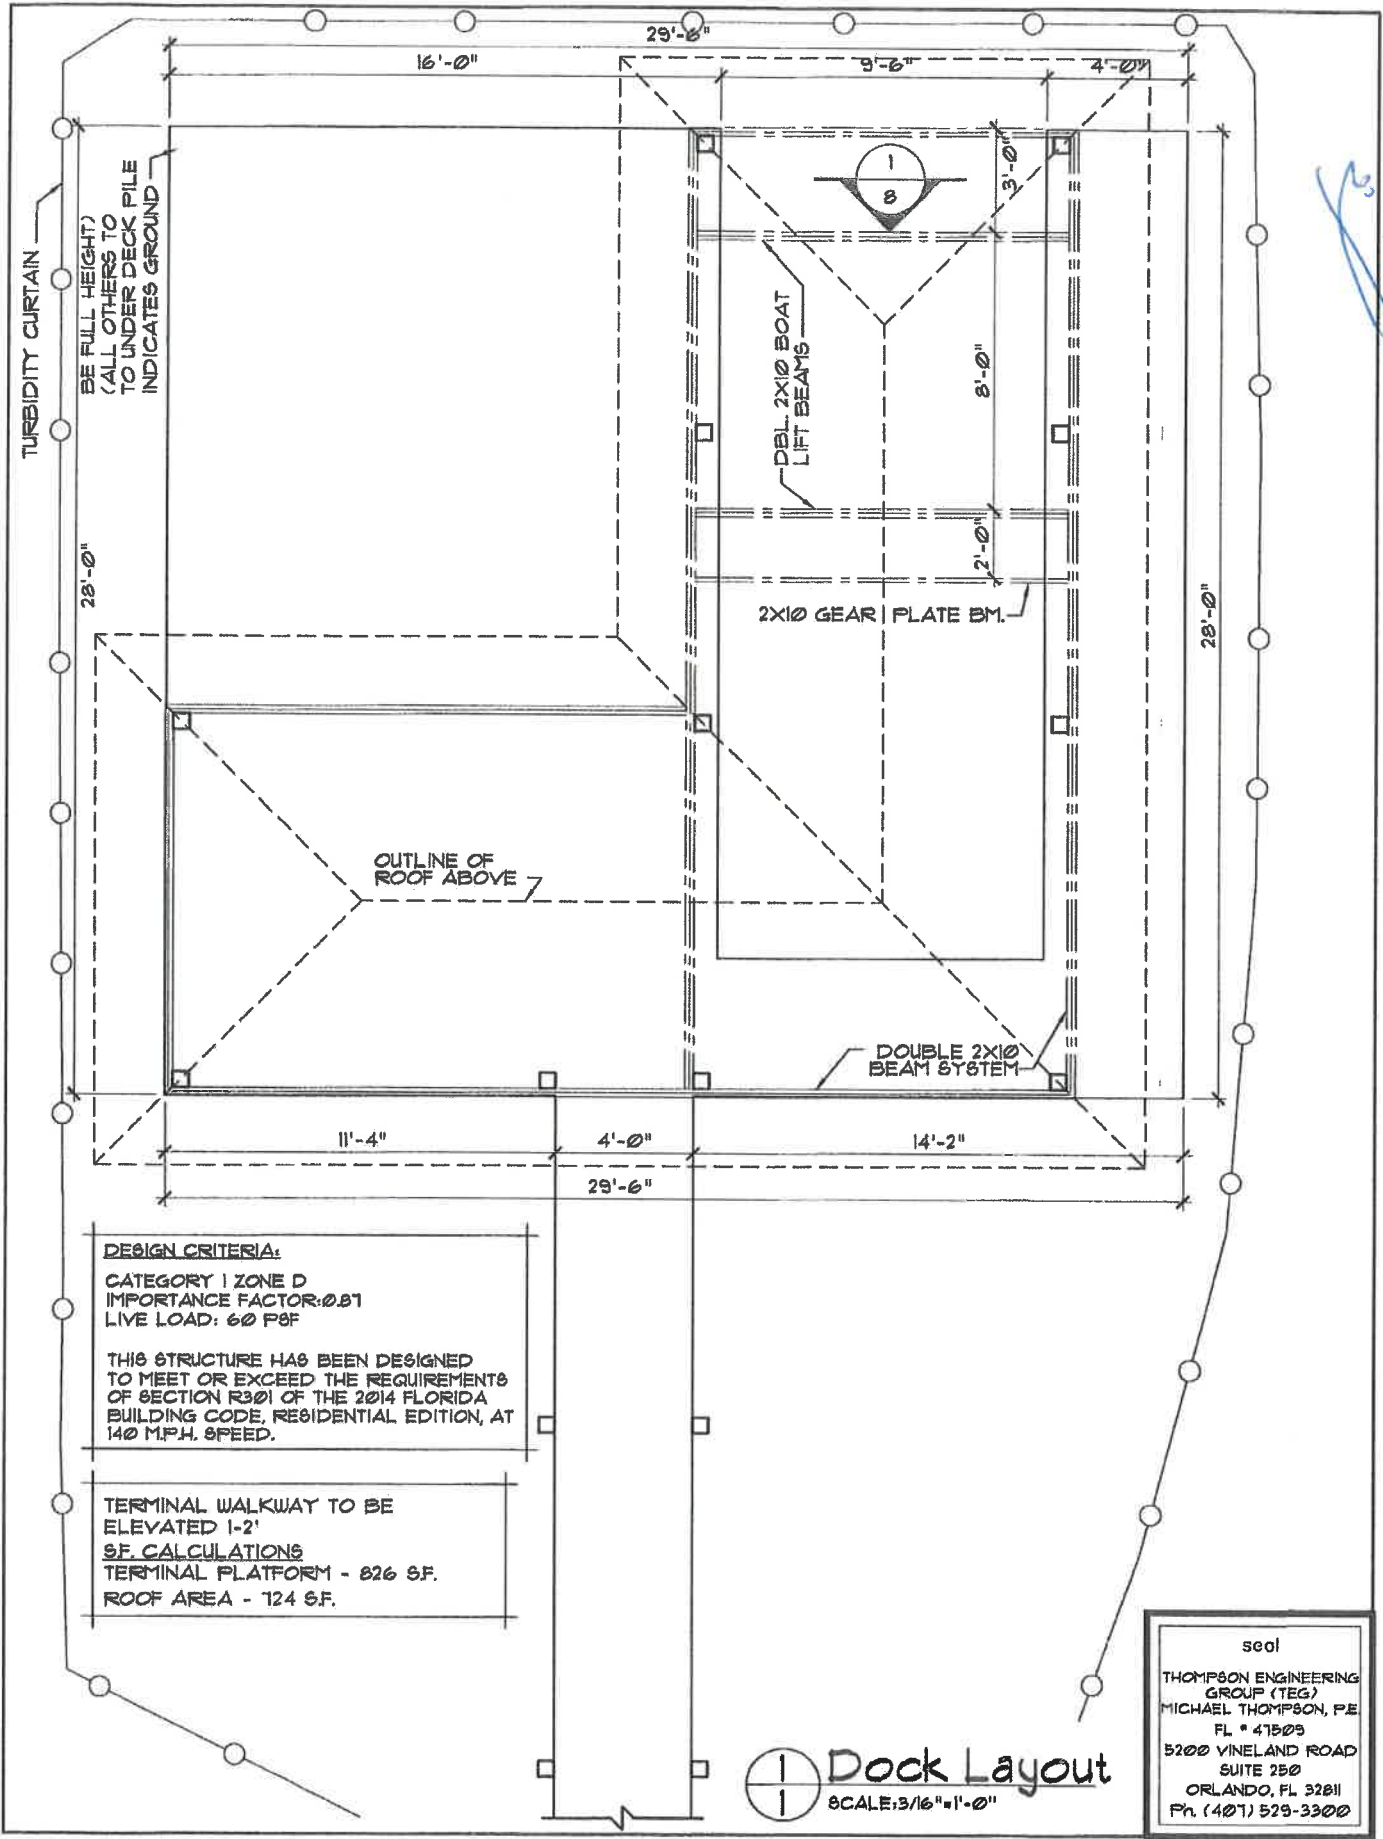 29'-6"
16'-0"
9'-6"
4'-0"
TURBIDITY CURTAIN
BE FULL HEIGHT)
(ALL OTHERS TO
TO UNDER DECK PILE
INDICATES GROUND
1
8
3'-0"
DBL. 2X10 BOAT
LIFT BEAMS
8'-0"
2'-0"
2X10 GEAR PLATE BM.
28'-0"
28'-0"
OUTLINE OF
ROOF ABOVE
DOUBLE 2X10
BEAM SYSTEM
11'-4"
4'-0"
14'-2"
29'-6"
DESIGN CRITERIA:
CATEGORY 1 ZONE D
IMPORTANCE FACTOR:0.87
LIVE LOAD: 60 PSF
THIS STRUCTURE HAS BEEN DESIGNED
TO MEET OR EXCEED THE REQUIREMENTS
OF SECTION R301 OF THE 2014 FLORIDA
BUILDING CODE, RESIDENTIAL EDITION, AT
140 M.P.H. SPEED.
TERMINAL WALKWAY TO BE
ELEVATED 1-2'
S.F. CALCULATIONS
TERMINAL PLATFORM - 826 S.F.
ROOF AREA - 724 S.F.
1
1
Dock Layout
SCALE:3/16"=1'-0"
seal
THOMPSON ENGINEERING
GROUP (TEG)
MICHAEL THOMPSON, P.E.
FL # 47509
5200 VINELAND ROAD
SUITE 250
ORLANDO, FL 32811
Ph. (407) 529-3300